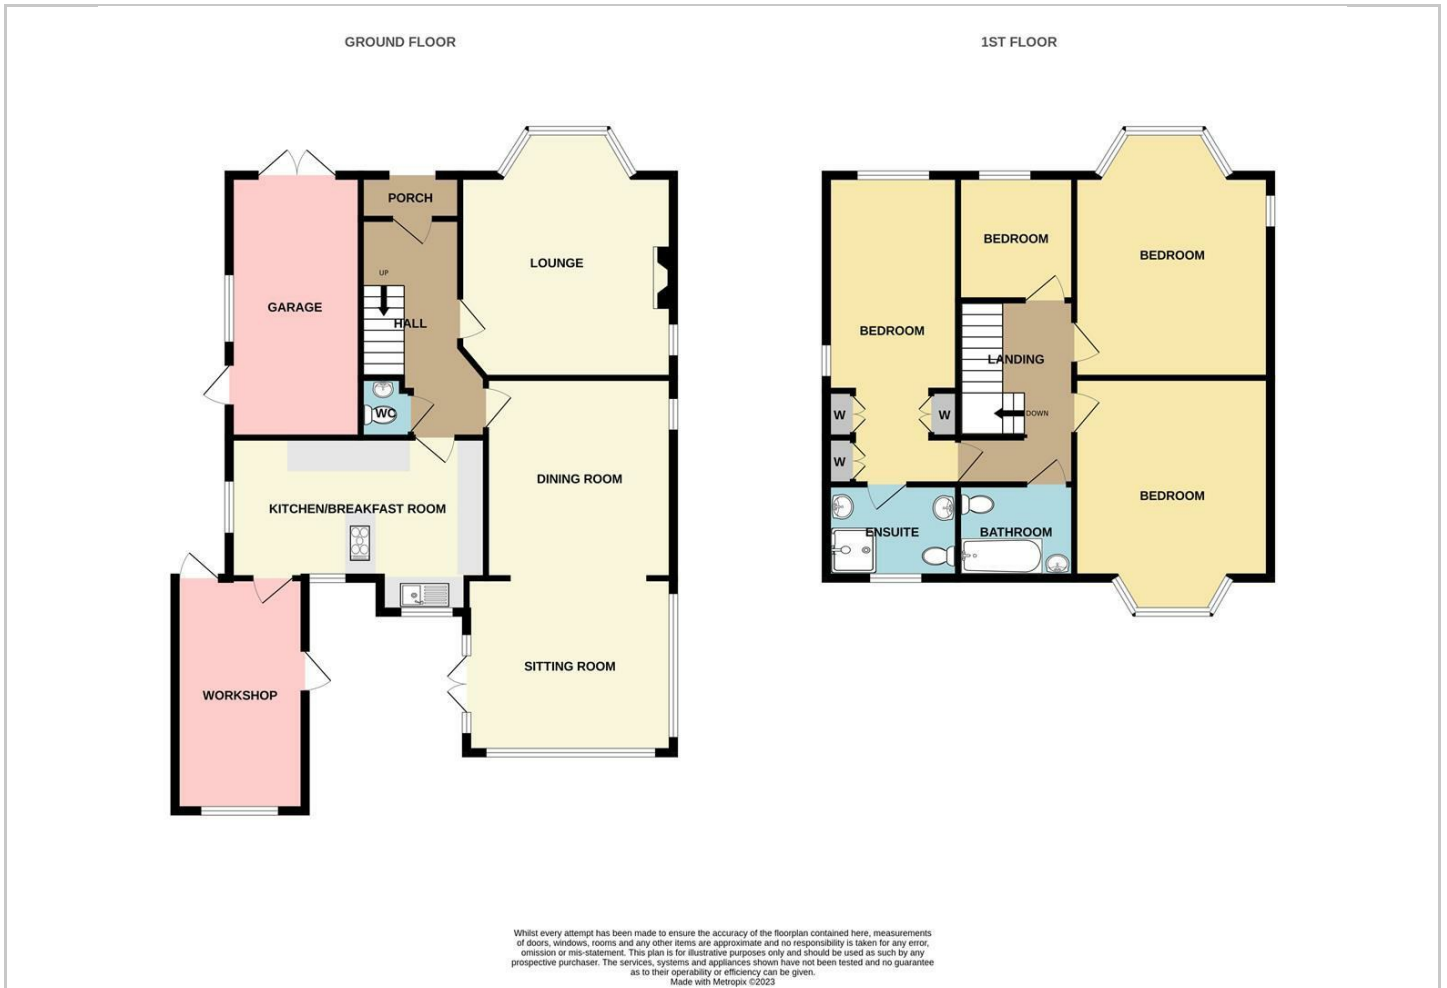 GROUND FLOOR
PORCH
LOUNGE
UP
GARAGE
HALL
WC
DINING ROOM
KITCHEN/BREAKFAST ROOM
SITTING ROOM
WORKSHOP
1ST FLOOR
BEDROOM
BEDROOM
BEDROOM
LANDING
W
W
DOWN
W
BEDROOM
ENSUITE
BATHROOM
Whilst every attempt has been made to ensure the accuracy of the floorplan contained here, measurements
of doors, windows, rooms and any other items are approximate and no responsibility is taken for any error,
omission or mis-statement. This plan is for illustrative purposes only and should be used as such by any
prospective purchaser. The services, systems and appliances shown have not been tested and no guarantee
as to their operability or efficiency can be given.
Made with Metropix ©2023